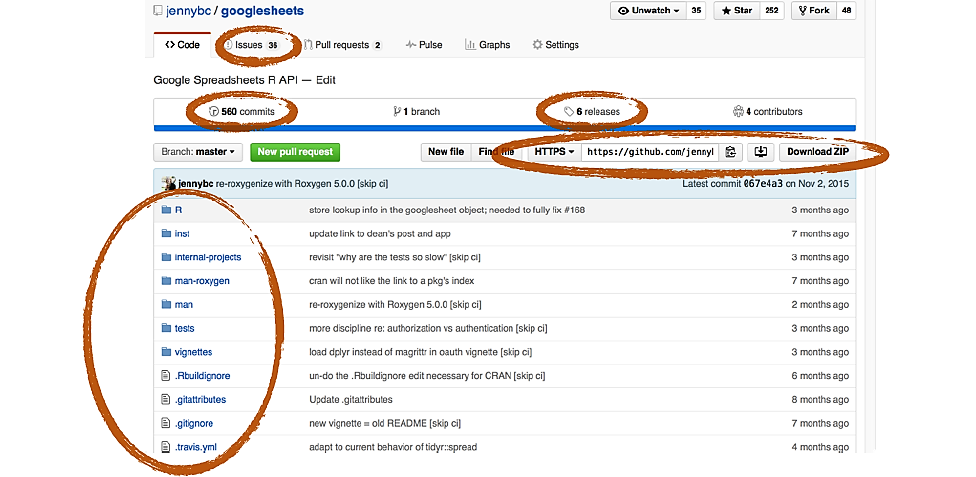 jennybc / googlesheets
Unwatch 35 Star 252 Fork 48
Code Issues 36 Pull requests 2 Pulse Graphs Settings
Google Spreadsheets R API — Edit
560 commits 1 branch 6 releases 4 contributors
Branch: master New pull request New file Find file HTTPS https://github.com/jennyl Download ZIP
jennybc re-roxygenize with Roxygen 5.0.0 [skip ci] Latest commit 067e4a3 on Nov 2, 2015
R store lookup info in the googlesheet object; needed to fully fix #168 3 months ago
inst update link to dean's post and app 7 months ago
internal-projects revisit "why are the tests so slow" [skip ci] 3 months ago
man-roxygen cran will not like the link to a pkg's index 7 months ago
man re-roxygenize with Roxygen 5.0.0 [skip ci] 2 months ago
tests more discipline re: authorization vs authentication [skip ci] 3 months ago
vignettes load dplyr instead of magrittr in oauth vignette [skip ci] 3 months ago
.Rbuildignore un-do the .Rbuildignore edit necessary for CRAN [skip ci] 6 months ago
.gitattributes Update .gitattributes 8 months ago
.gitignore new vignette = old README [skip ci] 7 months ago
.travis.yml adapt to current behavior of tidyr::spread 4 months ago